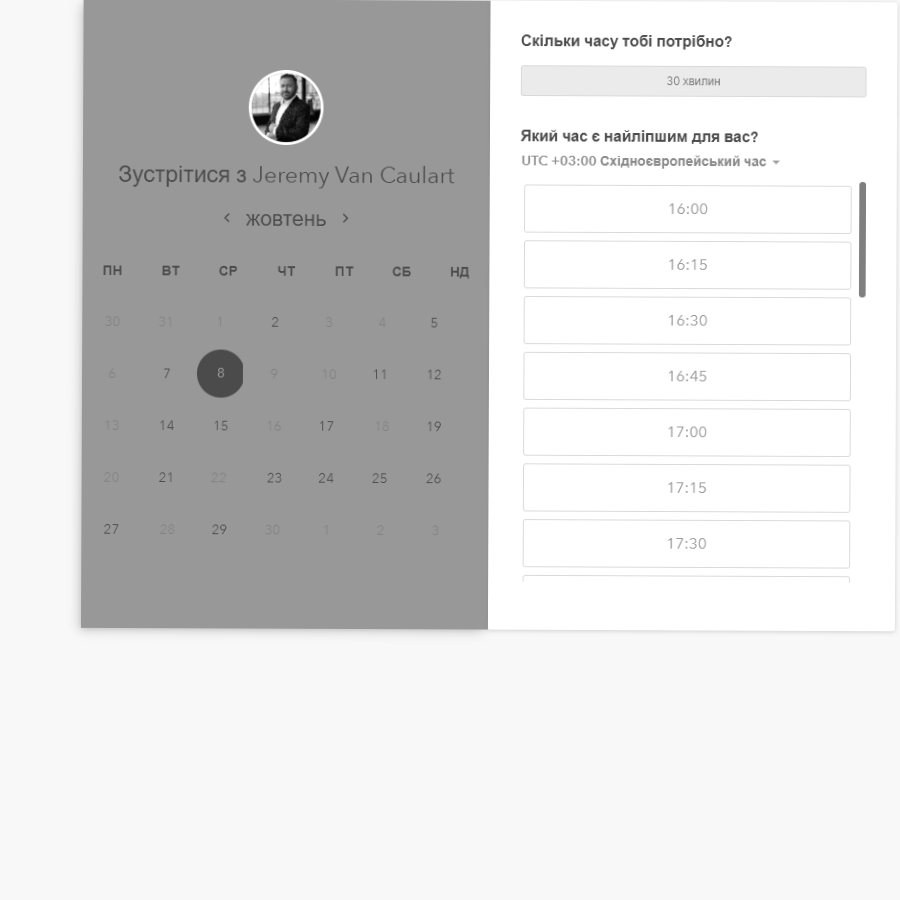 Зустрітися з Jeremy Van Caulart
жовтень
ПН ВТ СР ЧТ ПТ СБ НД
30 31 1 2 3 4 5
6 7 8 9 10 11 12
13 14 15 16 17 18 19
20 21 22 23 24 25 26
27 28 29 30 1 2 3
Скільки часу тобі потрібно?
30 хвилин
Який час є найліпшим для вас?
UTC +03:00 Східноєвропейський час
16:00
16:15
16:30
16:45
17:00
17:15
17:30